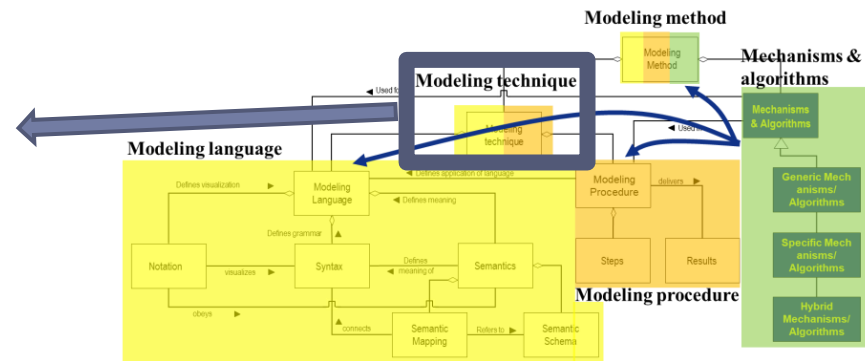 Modeling method
Modeling
Method
Mechanisms &
algorithms
Modeling technique
Used fo
Mechanisms
& Algorithms
Modeling
technique
Used
Modeling language
Defines application of language
Defines visualization
Modeling
Language
Defines meaning
Modeling
Procedure
delivers
Generic Mech
anisms/
Algorithms
Defines grammar
Notation
visualizes
Syntax
Defines
meaning of
Semantics
Steps
Results
Specific Mech
anisms/
Algorithms
Modeling procedure
obeys
connects
Semantic
Mapping
Refers to
Semantic
Schema
Hybrid
Mechanisms/
Algorithms